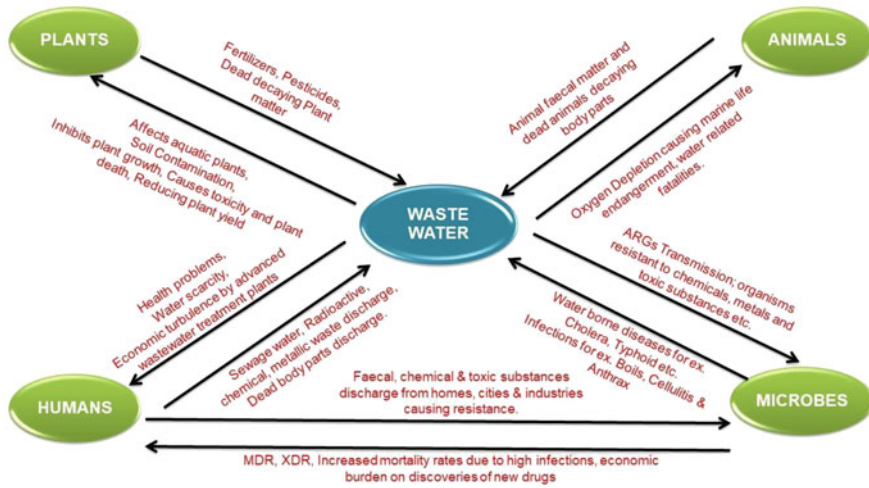 PLANTS
ANIMALS
Fertilizers, Pesticides,
Dead decaying Plant
matter
Animal faecal matter and
dead animals decaying
body parts
Affects aquatic plants,
Soil Contamination,
Inhibits plant growth, Causes toxicity and plant
death, Reducing plant yield
Oxygen Depletion causing marine life
endangerment, water related
fatalities.
WASTE
WATER
Health problems,
Water scarcity,
Economic turbulence by advanced
wastewater treatment plants
Sewage water, Radioactive,
chemical, metallic waste discharge,
Dead body parts discharge.
ARGs Transmission; organisms
resistant to chemicals, metals and
toxic substances etc.
Water borne diseases for ex.
Cholera, Typhoid etc.
Infections for ex. Boils, Cellulitis &
Anthrax
HUMANS
Faecal, chemical & toxic substances
discharge from homes, cities & industries
causing resistance.
MICROBES
MDR, XDR, Increased mortality rates due to high infections, economic
burden on discoveries of new drugs